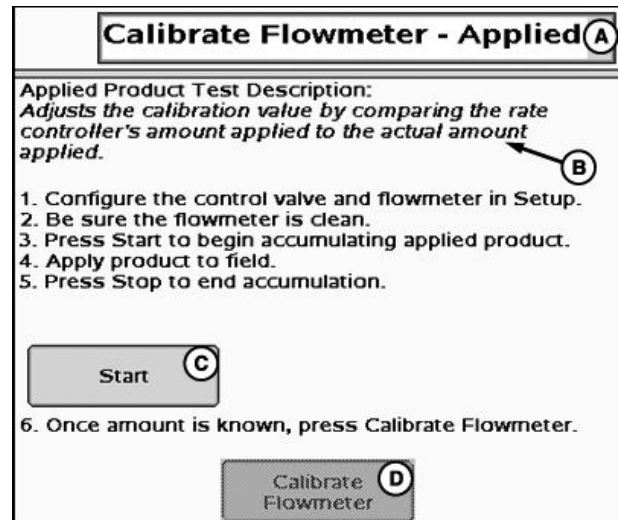 Calibrate Flowmeter - Applied A
Applied Product Test Description:
Adjusts the calibration value by comparing the rate
controller's amount applied to the actual amount
applied.
B
1. Configure the control valve and flowmeter in Setup.
2. Be sure the flowmeter is clean.
3. Press Start to begin accumulating applied product.
4. Apply product to field.
5. Press Stop to end accumulation.
Start C
6. Once amount is known, press Calibrate Flowmeter.
Calibrate D
Flowmeter